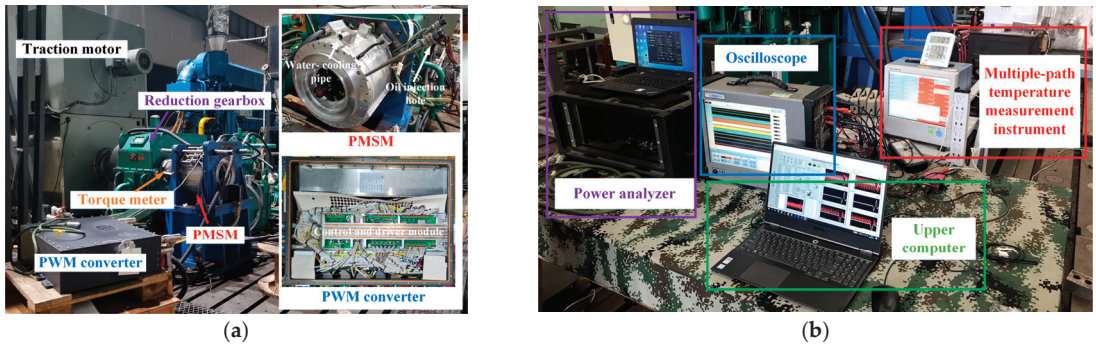 Traction motor
Reduction gearbox
Torque meter
PMSM
PWM converter
Water- cooling
pipe
Oil injection
hole
PMSM
Control and driver module
PWM converter
(a)
Power analyzer
Oscilloscope
Multiple-path
temperature
measurement
instrument
Upper
computer
(b)